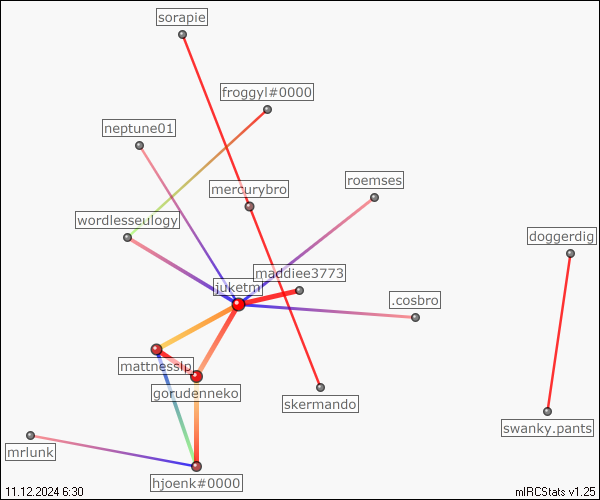 sorapie
froggyl#0000
neptune01
roemses
mercurybro
wordlesseulogy
doggerdig
maddiee3773
juketm
.cosbro
mattnesslp
gorudenneko
skermando
swanky.pants
mrlunk
hjoenk#0000
11.12.2024 6:30
mIRCStats v1.25